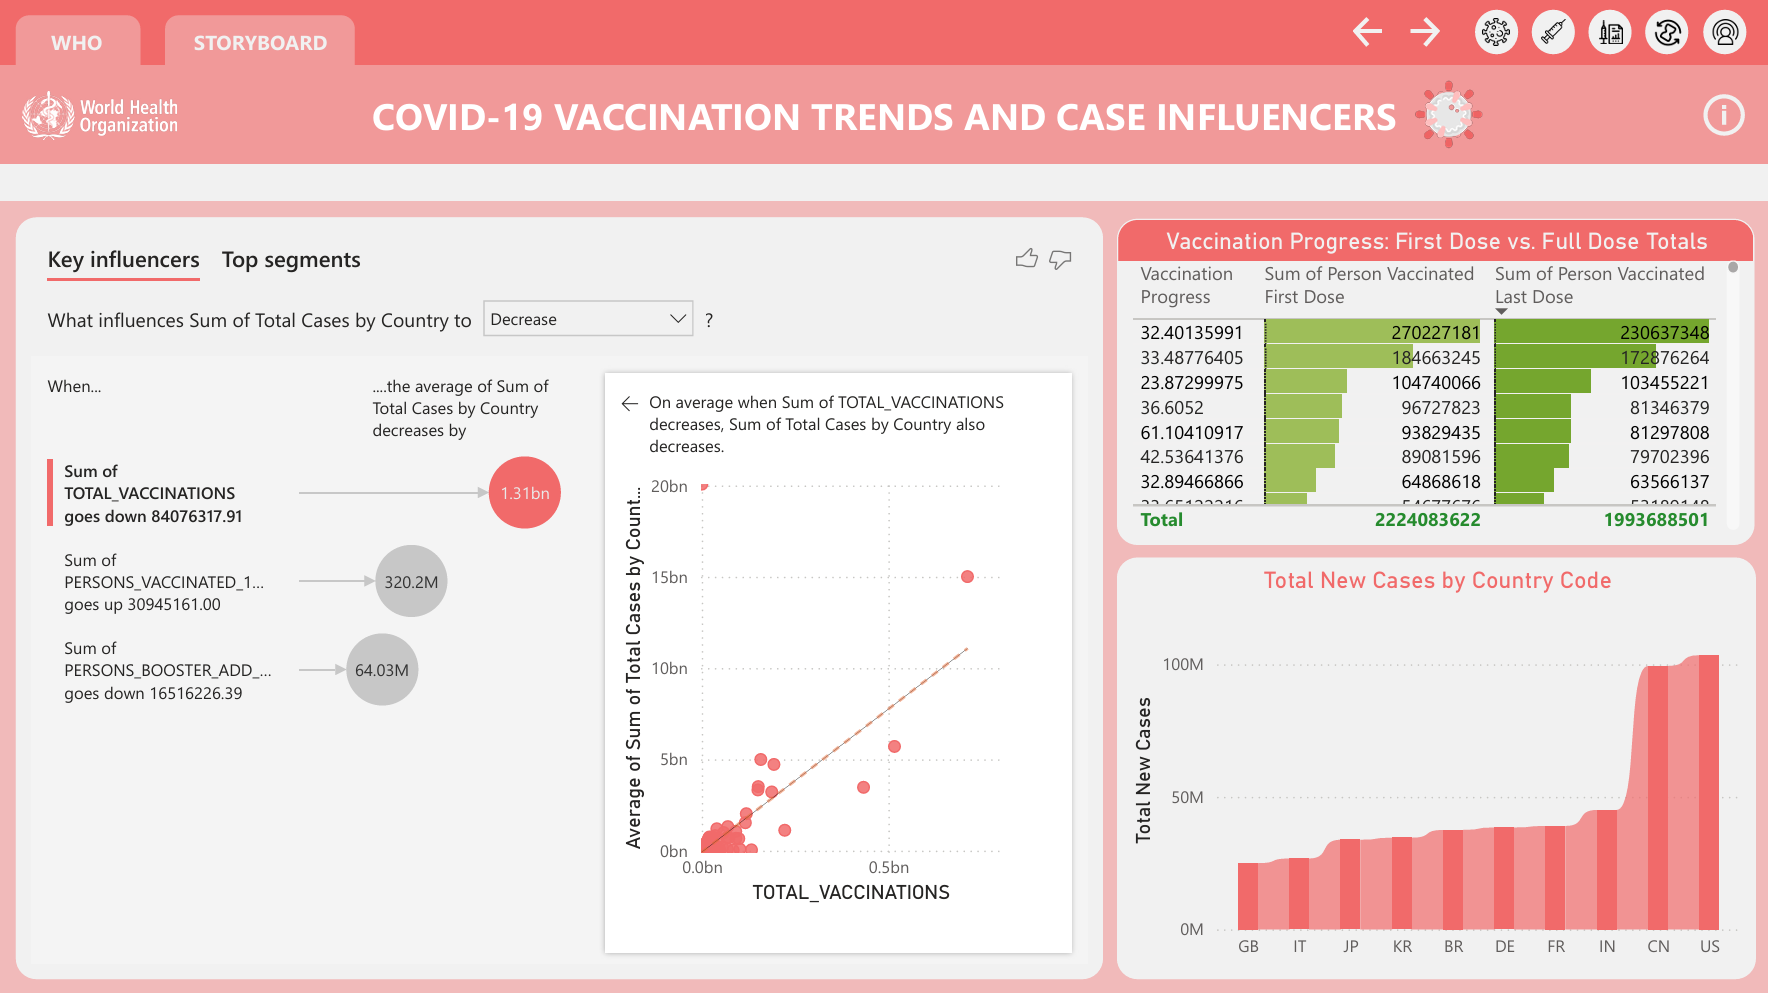 WHO
STORYBOARD
World Health
Organization
COVID-19 VACCINATION TRENDS AND CASE INFLUENCERS
Key influencers
Top segments
What influences Sum of Total Cases by Country to
Decrease
?
When...
....the average of Sum of
Total Cases by Country
decreases by
Sum of
TOTAL_VACCINATIONS
goes down 84076317.91
1.31bn
Sum of
PERSONS_VACCINATED_1...
goes up 30945161.00
320.2M
Sum of
PERSONS_BOOSTER_ADD_...
goes down 16516226.39
64.03M
On average when Sum of TOTAL_VACCINATIONS
decreases, Sum of Total Cases by Country also
decreases.
Average of Sum of Total Cases by Count...
20bn
15bn
10bn
5bn
0bn
0.0bn 0.5bn
TOTAL_VACCINATIONS
Vaccination Progress: First Dose vs. Full Dose Totals
Vaccination Progress
Sum of Person Vaccinated First Dose
Sum of Person Vaccinated Last Dose
32.40135991 270227181 230637348
33.48776405 184663245 172876264
23.87299975 104740066 103455221
36.6052 96727823 81346379
61.10410917 93829435 81297808
42.53641376 89081596 79702396
32.89466866 64868618 63566137
Total 2224083622 1993688501
Total New Cases by Country Code
Total New Cases
100M
50M
0M
GB IT JP KR BR DE FR IN CN US